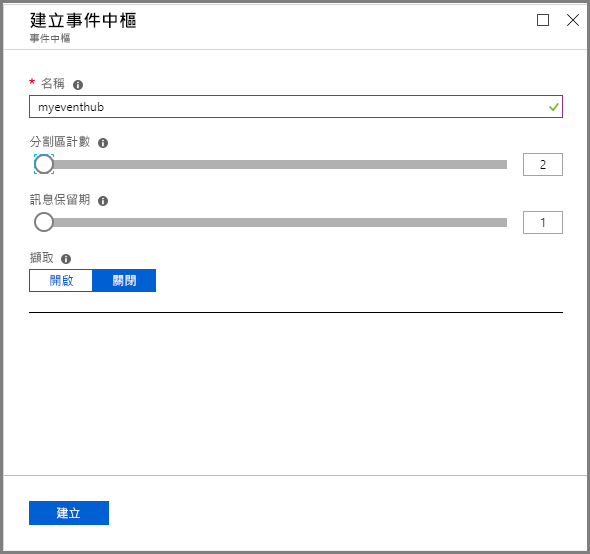 建立事件中樞
事件中樞
* 名稱
myeventhub
分割區計數
2
訊息保留期
1
擷取
開啟 關閉
建立